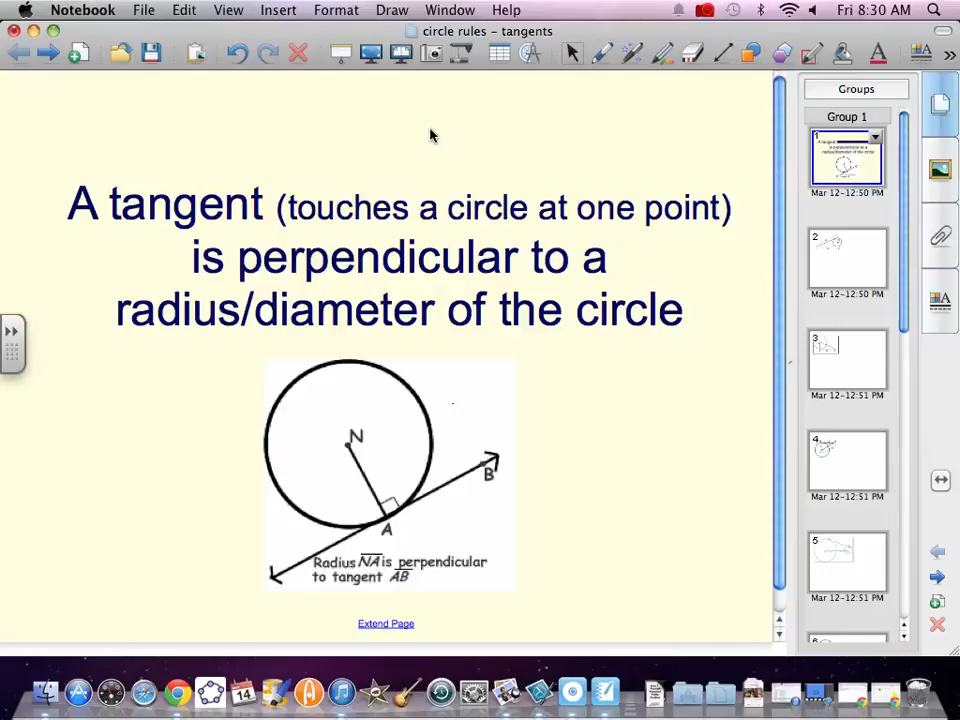 Notebook File Edit View Insert Format Draw Window Help Fri 8:30 AM
circle rules - tangents
A tangent (touches a circle at one point)
is perpendicular to a
radius/diameter of the circle
N
B
A
Radius NA is perpendicular
to tangent AB
Extend Page
Groups
Group 1
1
Mar 12-12:50 PM
2
Mar 12-12:50 PM
3
Mar 12-12:51 PM
4
Mar 12-12:51 PM
5
Mar 12-12:51 PM
6
14